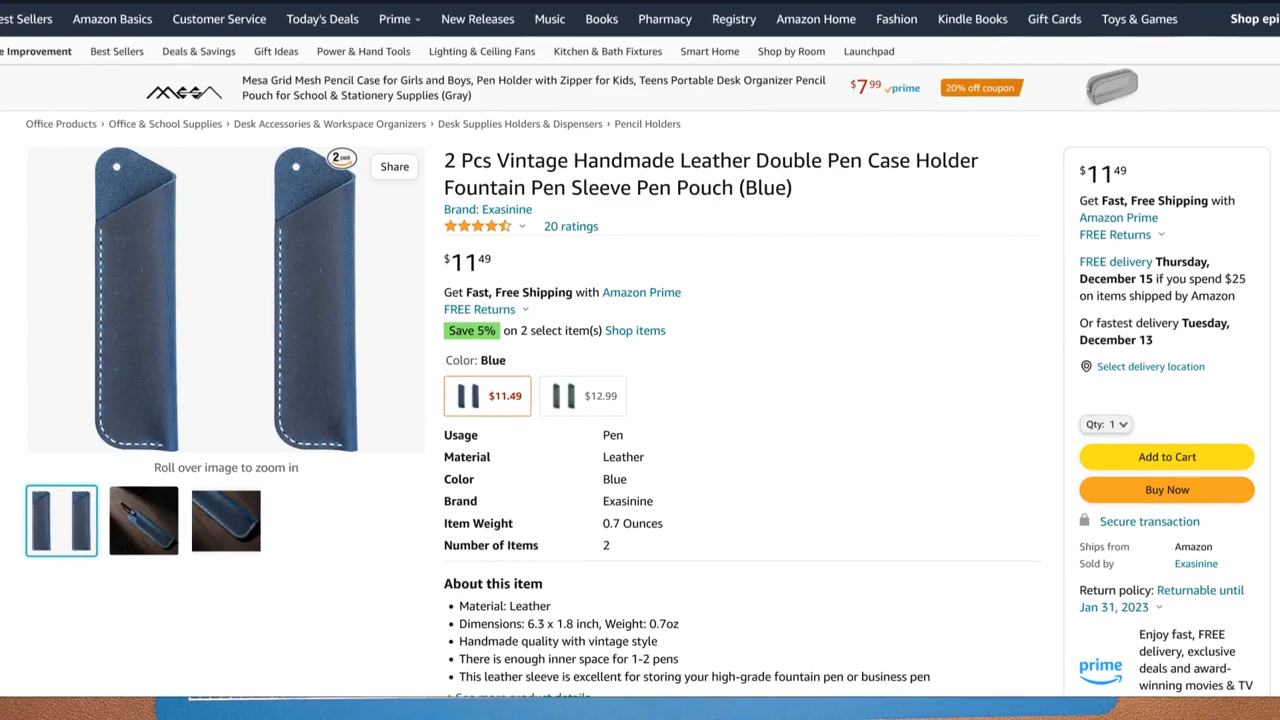 est Sellers Amazon Basics Customer Service Today's Deals Prime New Releases Music Books Pharmacy Registry Amazon Home Fashion Kindle Books Gift Cards Toys & Games Shop epi
e Improvement Best Sellers Deals & Savings Gift Ideas Power & Hand Tools Lighting & Ceiling Fans Kitchen & Bath Fixtures Smart Home Shop by Room Launchpad
Mesa Grid Mesh Pencil Case for Girls and Boys, Pen Holder with Zipper for Kids, Teens Portable Desk Organizer Pencil
Pouch for School & Stationery Supplies (Gray)
$7.99 prime
20% off coupon
Office Products › Office & School Supplies › Desk Accessories & Workspace Organizers › Desk Supplies Holders & Dispensers › Pencil Holders
2 pack
Share
2 Pcs Vintage Handmade Leather Double Pen Case Holder
Fountain Pen Sleeve Pen Pouch (Blue)
Brand: Exasinine
20 ratings
$11 49
Get Fast, Free Shipping with Amazon Prime
FREE Returns
Save 5% on 2 select item(s) Shop items
Color: Blue
$11.49 $12.99
Usage Pen
Material Leather
Color Blue
Brand Exasinine
Item Weight 0.7 Ounces
Number of Items 2
About this item
• Material: Leather
• Dimensions: 6.3 x 1.8 inch, Weight: 0.7oz
• Handmade quality with vintage style
• There is enough inner space for 1-2 pens
• This leather sleeve is excellent for storing your high-grade fountain pen or business pen
› See more product details
Roll over image to zoom in
$11 49
Get Fast, Free Shipping with
Amazon Prime
FREE Returns
FREE delivery Thursday,
December 15 if you spend $25
on items shipped by Amazon
Or fastest delivery Tuesday,
December 13
Select delivery location
Qty: 1
Add to Cart
Buy Now
Secure transaction
Ships from Amazon
Sold by Exasinine
Return policy: Returnable until
Jan 31, 2023
prime
Enjoy fast, FREE
delivery, exclusive
deals and award-
winning movies & TV